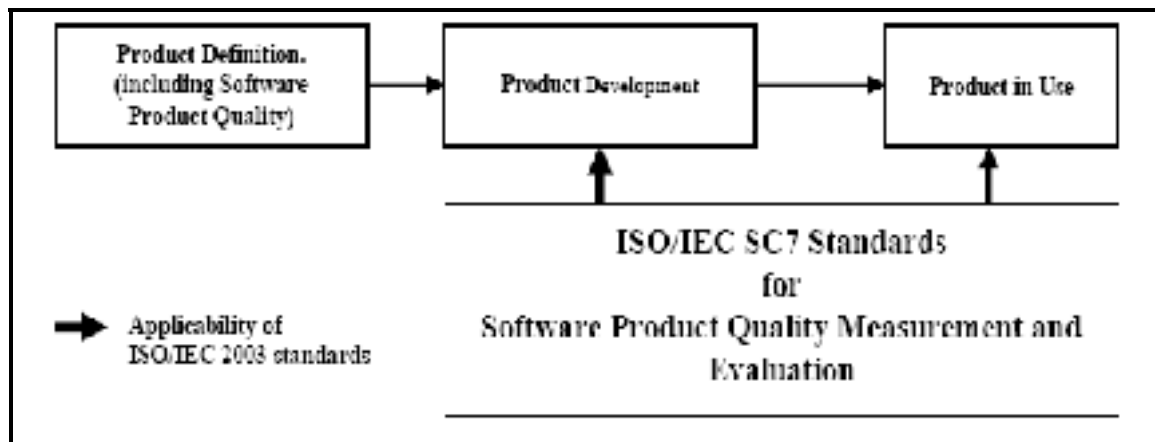 Product Definition.
(including Software
Product Quality)
Product Development
Product in Use
ISO/IEC SC7 Standards
for
Software Product Quality Measurement and
Evaluation
Applicability of
ISO/IEC 2003 standards